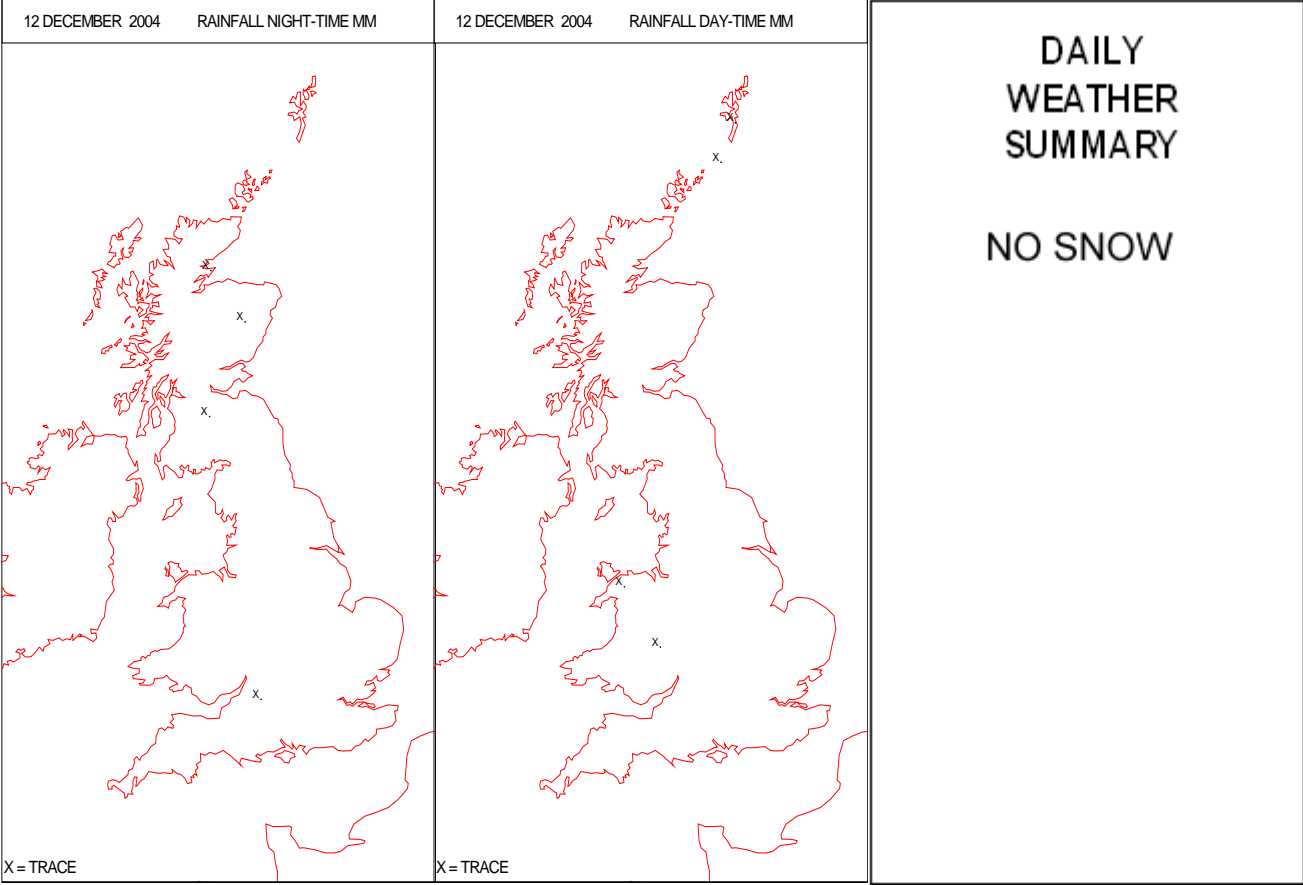 12 DECEMBER 2004 RAINFALL NIGHT-TIME MM
X
X.
X.
X.
X = TRACE
12 DECEMBER 2004 RAINFALL DAY-TIME MM
X.
X.
X.
X.
X = TRACE
DAILY
WEATHER
SUMMARY
NO SNOW